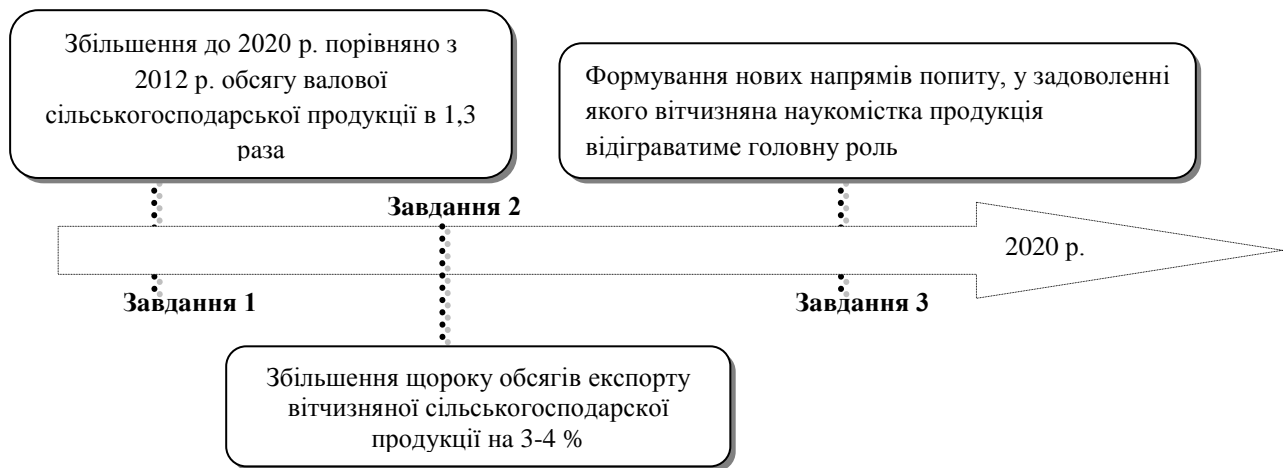 Збільшення до 2020 р. порівняно з
2012 р. обсягу валової
сільськогосподарської продукції в 1,3
раза
Формування нових напрямів попиту, у задоволенні
якого вітчизняна наукомістка продукція
відіграватиме головну роль
Завдання 2
2020 р.
Завдання 1
Завдання 3
Збільшення щороку обсягів експорту
вітчизняної сільськогосподарскої
продукції на 3-4 %